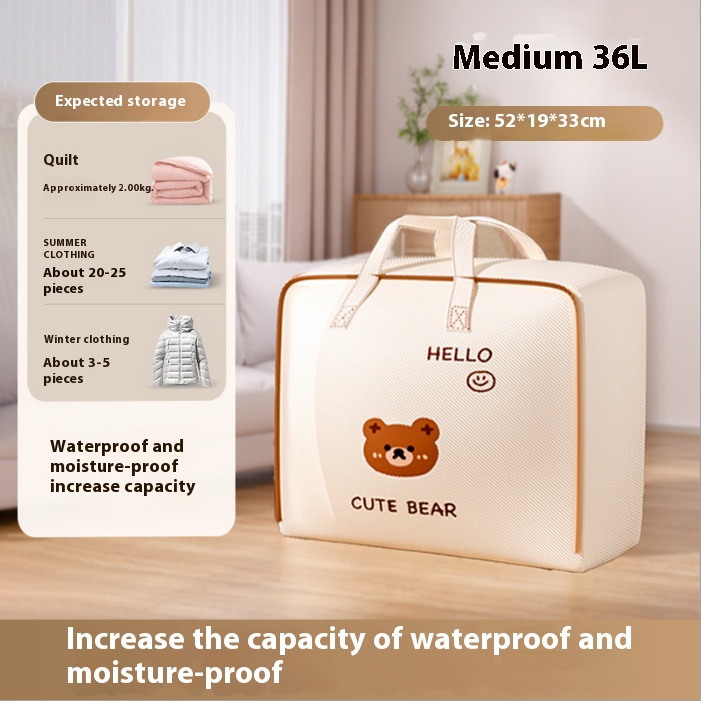 Medium 36L
Size: 52*19*33cm
Expected storage
Quilt
Approximately 2.00kg.
SUMMER
CLOTHING
About 20-25
pieces
Winter clothing
About 3-5
pieces
Waterproof and
moisture-proof
increase capacity
HELLO
CUTE BEAR
Increase the capacity of waterproof and
moisture-proof